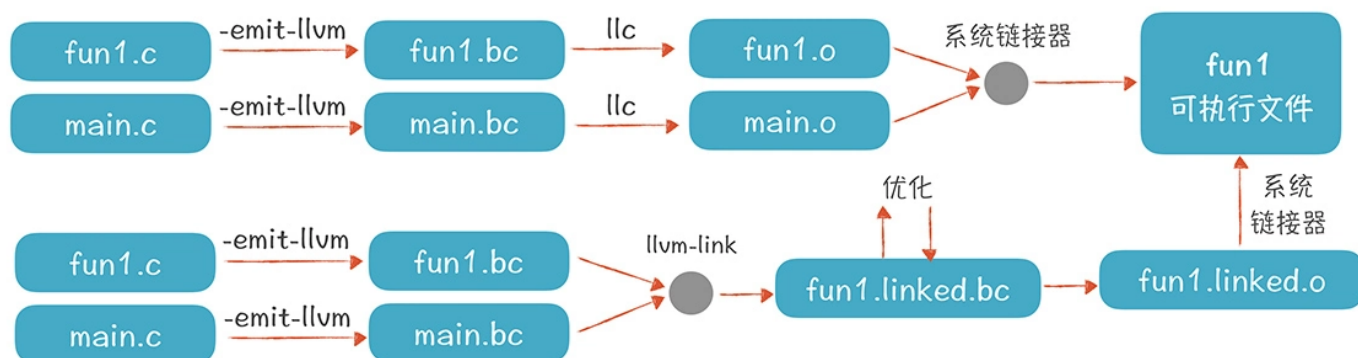 -emit-llvm
llc
系统链接器
fun1.c
fun1.bc
fun1.o
fun1
可执行文件
-emit-llvm
llc
main.c
main.bc
main.o
优化
系统
链接器
-emit-llvm
llvm-link
fun1.c
fun1.bc
fun1.linked.bc
fun1.linked.o
-emit-llvm
main.c
main.bc